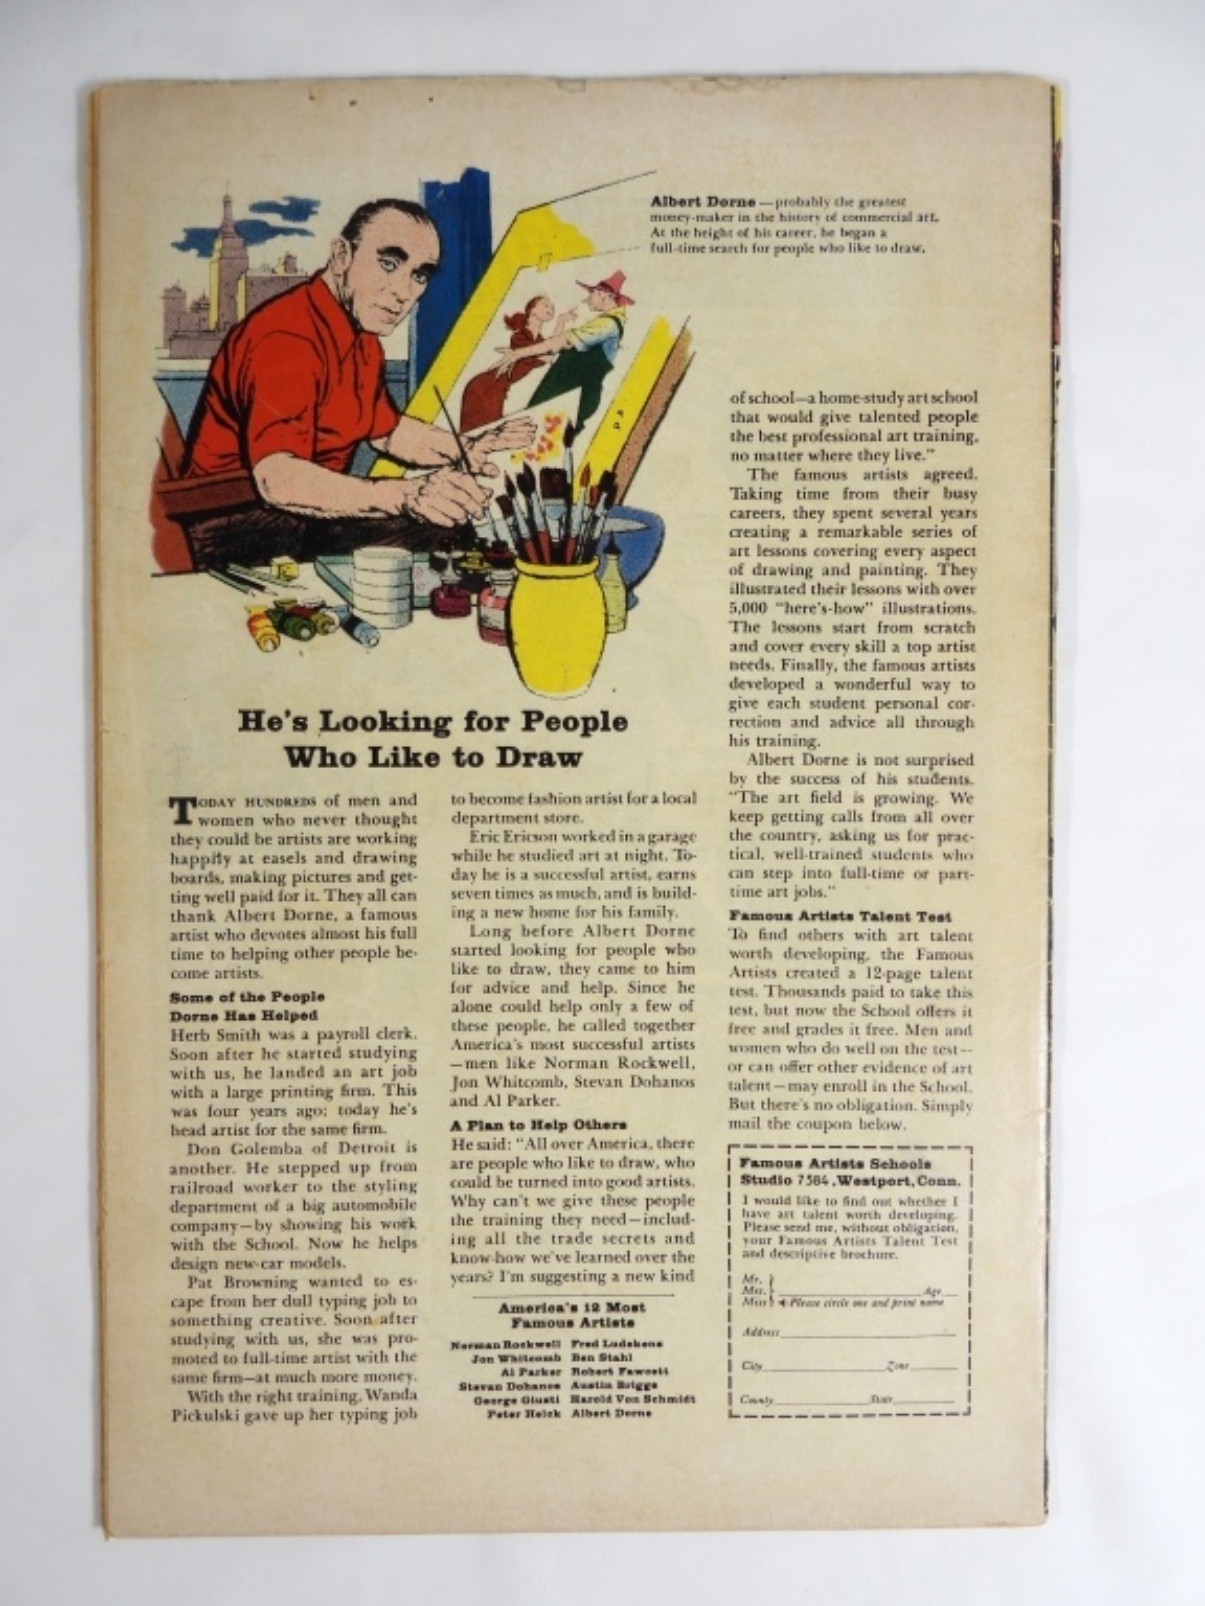 Albert Dorne — probably the greatest
money-maker in the history of commercial art.
At the height of his career, he began a
full-time search for people who like to draw.
He's Looking for People
Who Like to Draw
TODAY HUNDREDS of men and
women who never thought
they could be artists are working
happily at easels and drawing
boards, making pictures and get-
ting well paid for it. They all can
thank Albert Dorne, a famous
artist who devotes almost his full
time to helping other people be-
come artists.
Some of the People
Dorne Has Helped
Herb Smith was a payroll clerk.
Soon after he started studying
with us, he landed an art job
with a large printing firm. This
was four years ago; today he's
head artist for the same firm.
Don Golemba of Detroit is
another. He stepped up from
railroad worker to the styling
department of a big automobile
company—by showing his work
with the School. Now he helps
design new-car models.
Pat Browning wanted to es-
cape from her dull typing job to
something creative. Soon after
studying with us, she was pro-
moted to full-time artist with the
same firm—at much more money.
With the right training, Wanda
Pickulski gave up her typing job
to become fashion artist for a local
department store.
Eric Ericson worked in a garage
while he studied art at night. To-
day he is a successful artist, earns
seven times as much, and is build-
ing a new home for his family.
Long before Albert Dorne
started looking for people who
like to draw, they came to him
for advice and help. Since he
alone could help only a few of
these people, he called together
America's most successful artists
—men like Norman Rockwell,
Jon Whitcomb, Stevan Dohanos
and Al Parker.
A Plan to Help Others
He said: "All over America, there
are people who like to draw, who
could be turned into good artists.
Why can't we give these people
the training they need—includ-
ing all the trade secrets and
know-how we've learned over the
years? I'm suggesting a new kind
America's 12 Most
Famous Artists
Norman Rockwell Fred Ludekens
Jon Whitcomb Ben Stahl
Al Parker Robert Fawcett
Stevan Dohanos Austin Briggs
George Giusti Harold Von Schmidt
Peter Helck Albert Dorne
of school—a home-study art school
that would give talented people
the best professional art training,
no matter where they live."
The famous artists agreed.
Taking time from their busy
careers, they spent several years
creating a remarkable series of
art lessons covering every aspect
of drawing and painting. They
illustrated their lessons with over
5,000 "here's-how" illustrations.
The lessons start from scratch
and cover every skill a top artist
needs. Finally, the famous artists
developed a wonderful way to
give each student personal cor-
rection and advice all through
his training.
Albert Dorne is not surprised
by the success of his students.
"The art field is growing. We
keep getting calls from all over
the country, asking us for prac-
tical, well-trained students who
can step into full-time or part-
time art jobs."
Famous Artists Talent Test
To find others with art talent
worth developing, the Famous
Artists created a 12-page talent
test. Thousands paid to take this
test, but now the School offers it
free and grades it free. Men and
women who do well on the test—
or can offer other evidence of art
talent—may enroll in the School.
But there's no obligation. Simply
mail the coupon below.
Famous Artists Schools
Studio 7584, Westport, Conn.
I would like to find out whether I
have art talent worth developing.
Please send me, without obligation,
your Famous Artists Talent Test
and descriptive brochure.
Mr.
Mrs. Age
Miss Please circle one and print name
Address
City Zone
County State